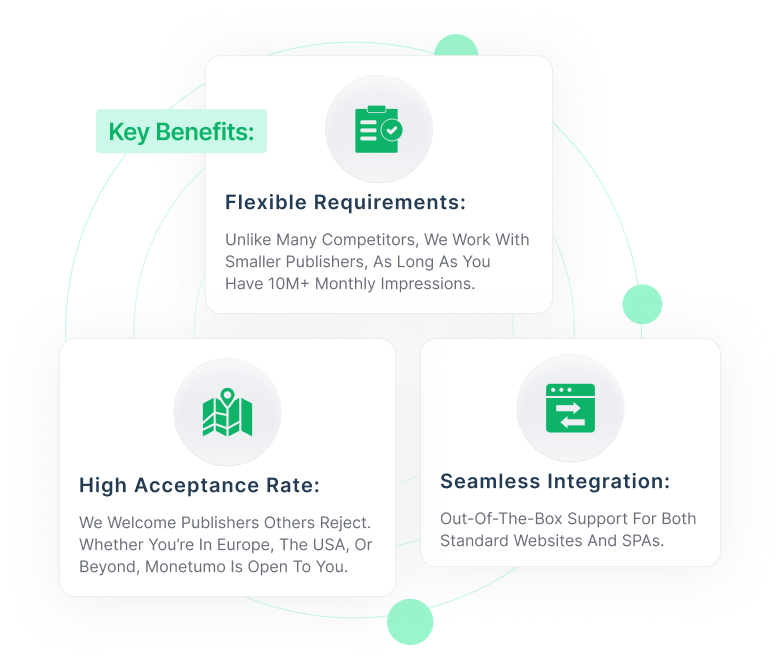 Key Benefits:
Flexible Requirements:
Unlike Many Competitors, We Work With
Smaller Publishers, As Long As You
Have 10M+ Monthly Impressions.
High Acceptance Rate:
We Welcome Publishers Others Reject.
Whether You’re In Europe, The USA, Or
Beyond, Monetumo Is Open To You.
Seamless Integration:
Out-Of-The-Box Support For Both
Standard Websites And SPAs.